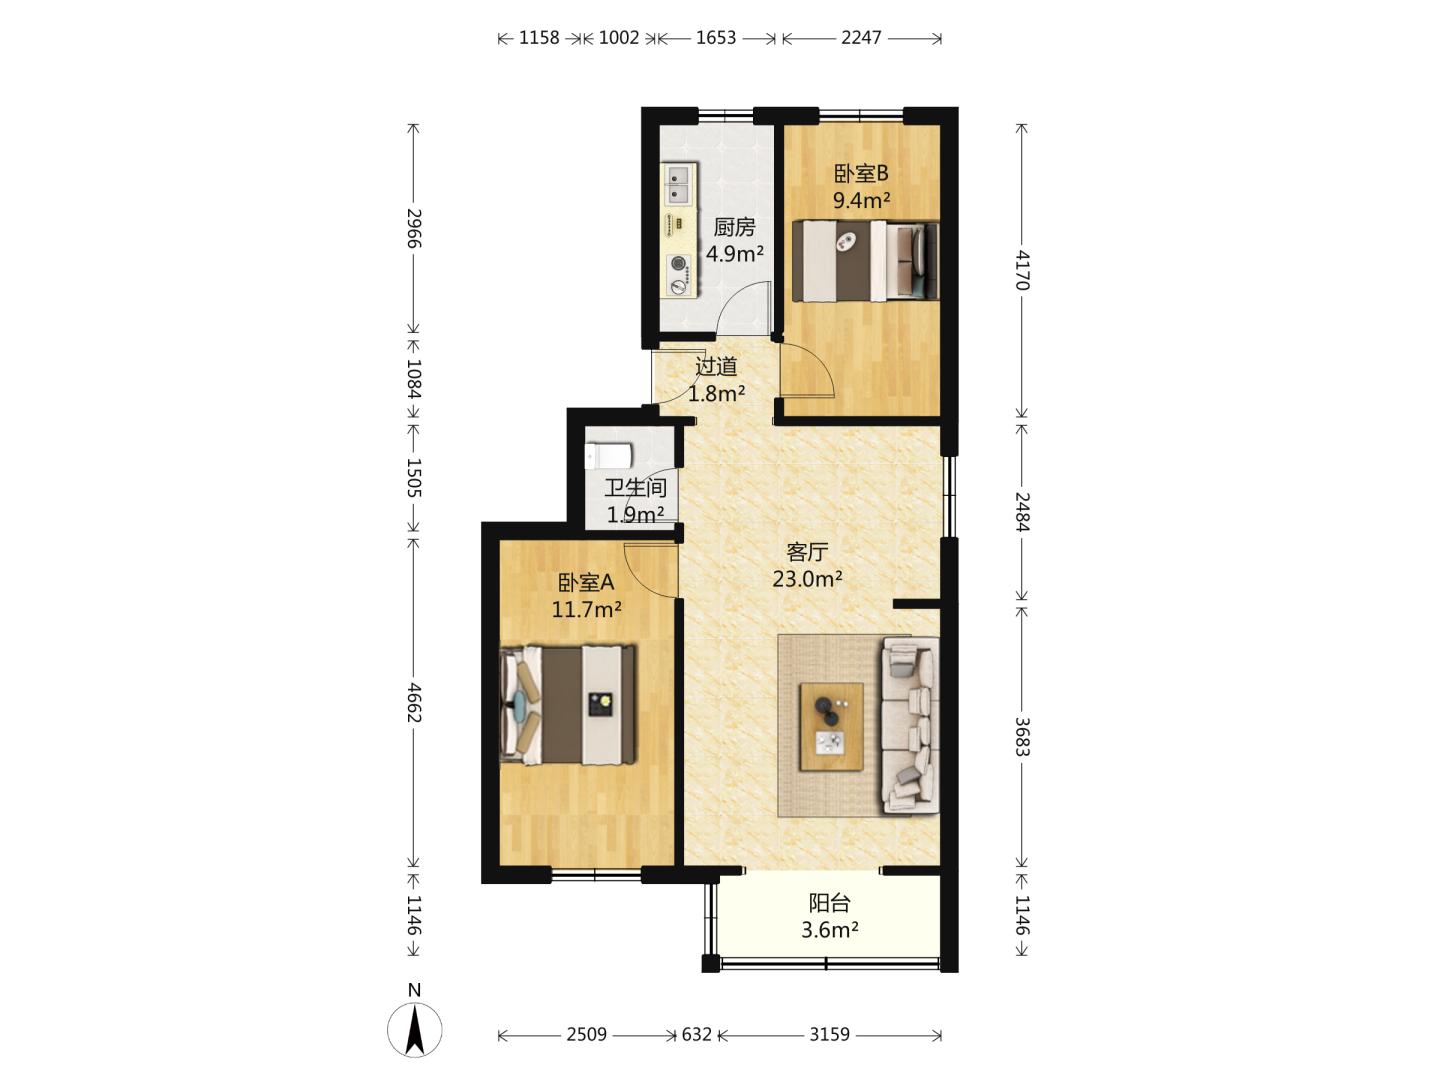 1158
1002
1653
2247
2966
1084
1505
4662
1146
4170
2484
3683
1146
卧室B
9.4m²
厨房
4.9m²
过道
1.8m²
卫生间
1.9m²
客厅
23.0m²
卧室A
11.7m²
阳台
3.6m²
N
2509
632
3159